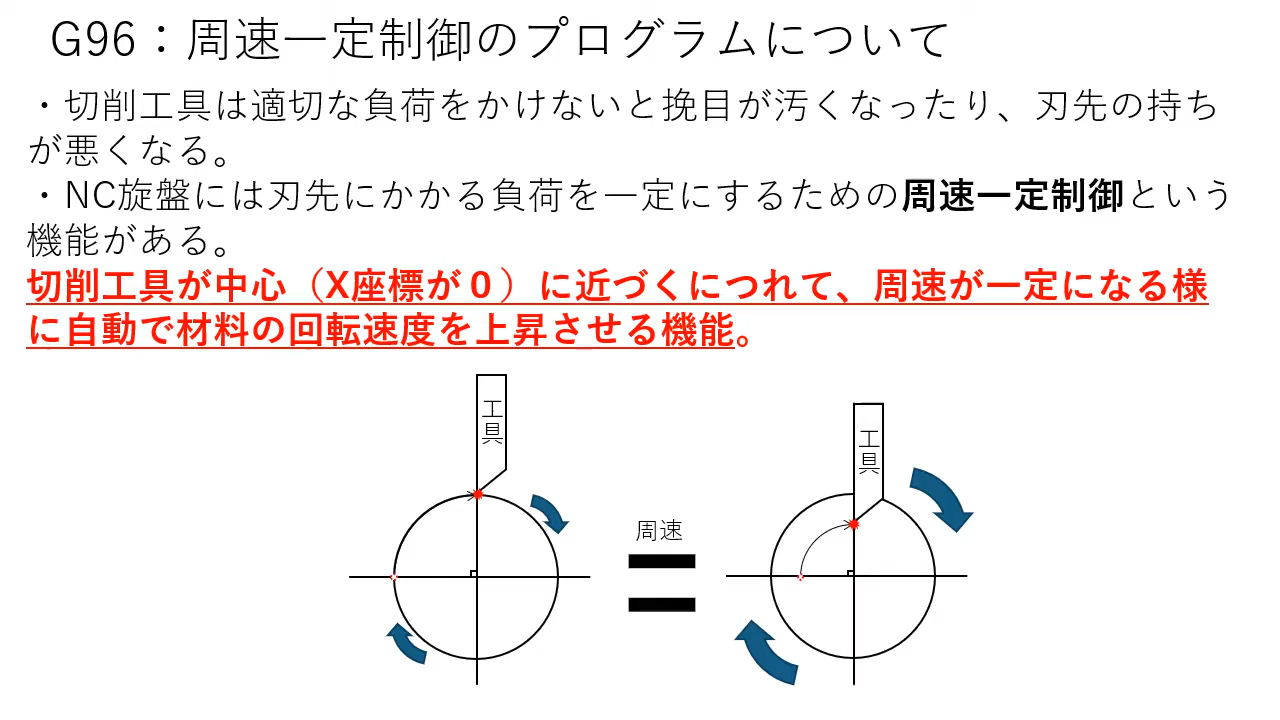 G96：周速一定制御のプログラムについて
・切削工具は適切な負荷をかけないと挽目が汚くなったり、刃先の持ち
が悪くなる。
・NC旋盤には刃先にかかる負荷を一定にするための周速一定制御という
機能がある。
切削工具が中心（X座標が０）に近づくにつれて、周速が一定になる様
に自動で材料の回転速度を上昇させる機能。
工具
周速
工具